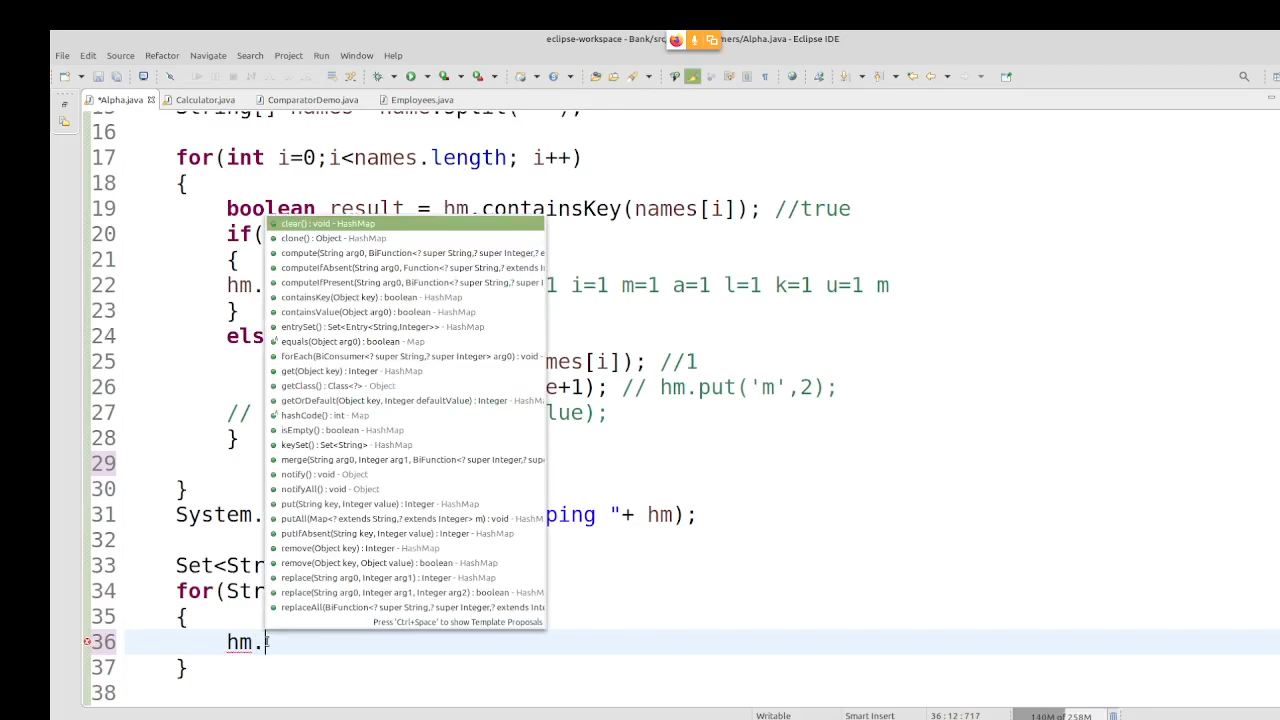 eclipse-workspace - Bank/src mers/Alpha.java - Eclipse IDE
File Edit Source Refactor Navigate Search Project Run Window Help
*Alpha.java Calculator.java ComparatorDemo.java Employees.java
16
17 for(int i=0;i<names.length; i++)
18 {
19 boolean result = hm.containsKey(names[i]); //true
20 if(
21 {
22 hm. 1 i=1 m=1 a=1 l=1 k=1 u=1 m
23 }
24 els
25 mes[i]); //1
26 e+1); // hm.put('m',2);
27 // lue);
28 }
29
30 }
31 System. ping "+ hm);
32
33 Set<Str
34 for(Str
35 {
36 hm.
37 }
38
clear() : void - HashMap
clone() : Object - HashMap
compute(String arg0, BiFunction<? super String,? super Integer,? e
computeIfAbsent(String arg0, Function<? super String,? extends I
computeIfPresent(String arg0, BiFunction<? super String,? super I
containsKey(Object key) : boolean - HashMap
containsValue(Object arg0) : boolean - HashMap
entrySet() : Set<Entry<String,Integer>> - HashMap
equals(Object arg0) : boolean - Map
forEach(BiConsumer<? super String,? super Integer> arg0) : void -
get(Object key) : Integer - HashMap
getClass() : Class<?> - Object
getOrDefault(Object key, Integer defaultValue) : Integer - HashMa
hashCode() : int - Map
isEmpty() : boolean - HashMap
keySet() : Set<String> - HashMap
merge(String arg0, Integer arg1, BiFunction<? super Integer,? supe
notify() : void - Object
notifyAll() : void - Object
put(String key, Integer value) : Integer - HashMap
putAll(Map<? extends String,? extends Integer> m) : void - HashM
putIfAbsent(String key, Integer value) : Integer - HashMap
remove(Object key) : Integer - HashMap
remove(Object key, Object value) : boolean - HashMap
replace(String arg0, Integer arg1) : Integer - HashMap
replace(String arg0, Integer arg1, Integer arg2) : boolean - HashMap
replaceAll(BiFunction<? super String,? super Integer,? extends Inte
Press 'Ctrl+Space' to show Template Proposals
Writable Smart Insert 36 : 12 : 717 140M of 258M